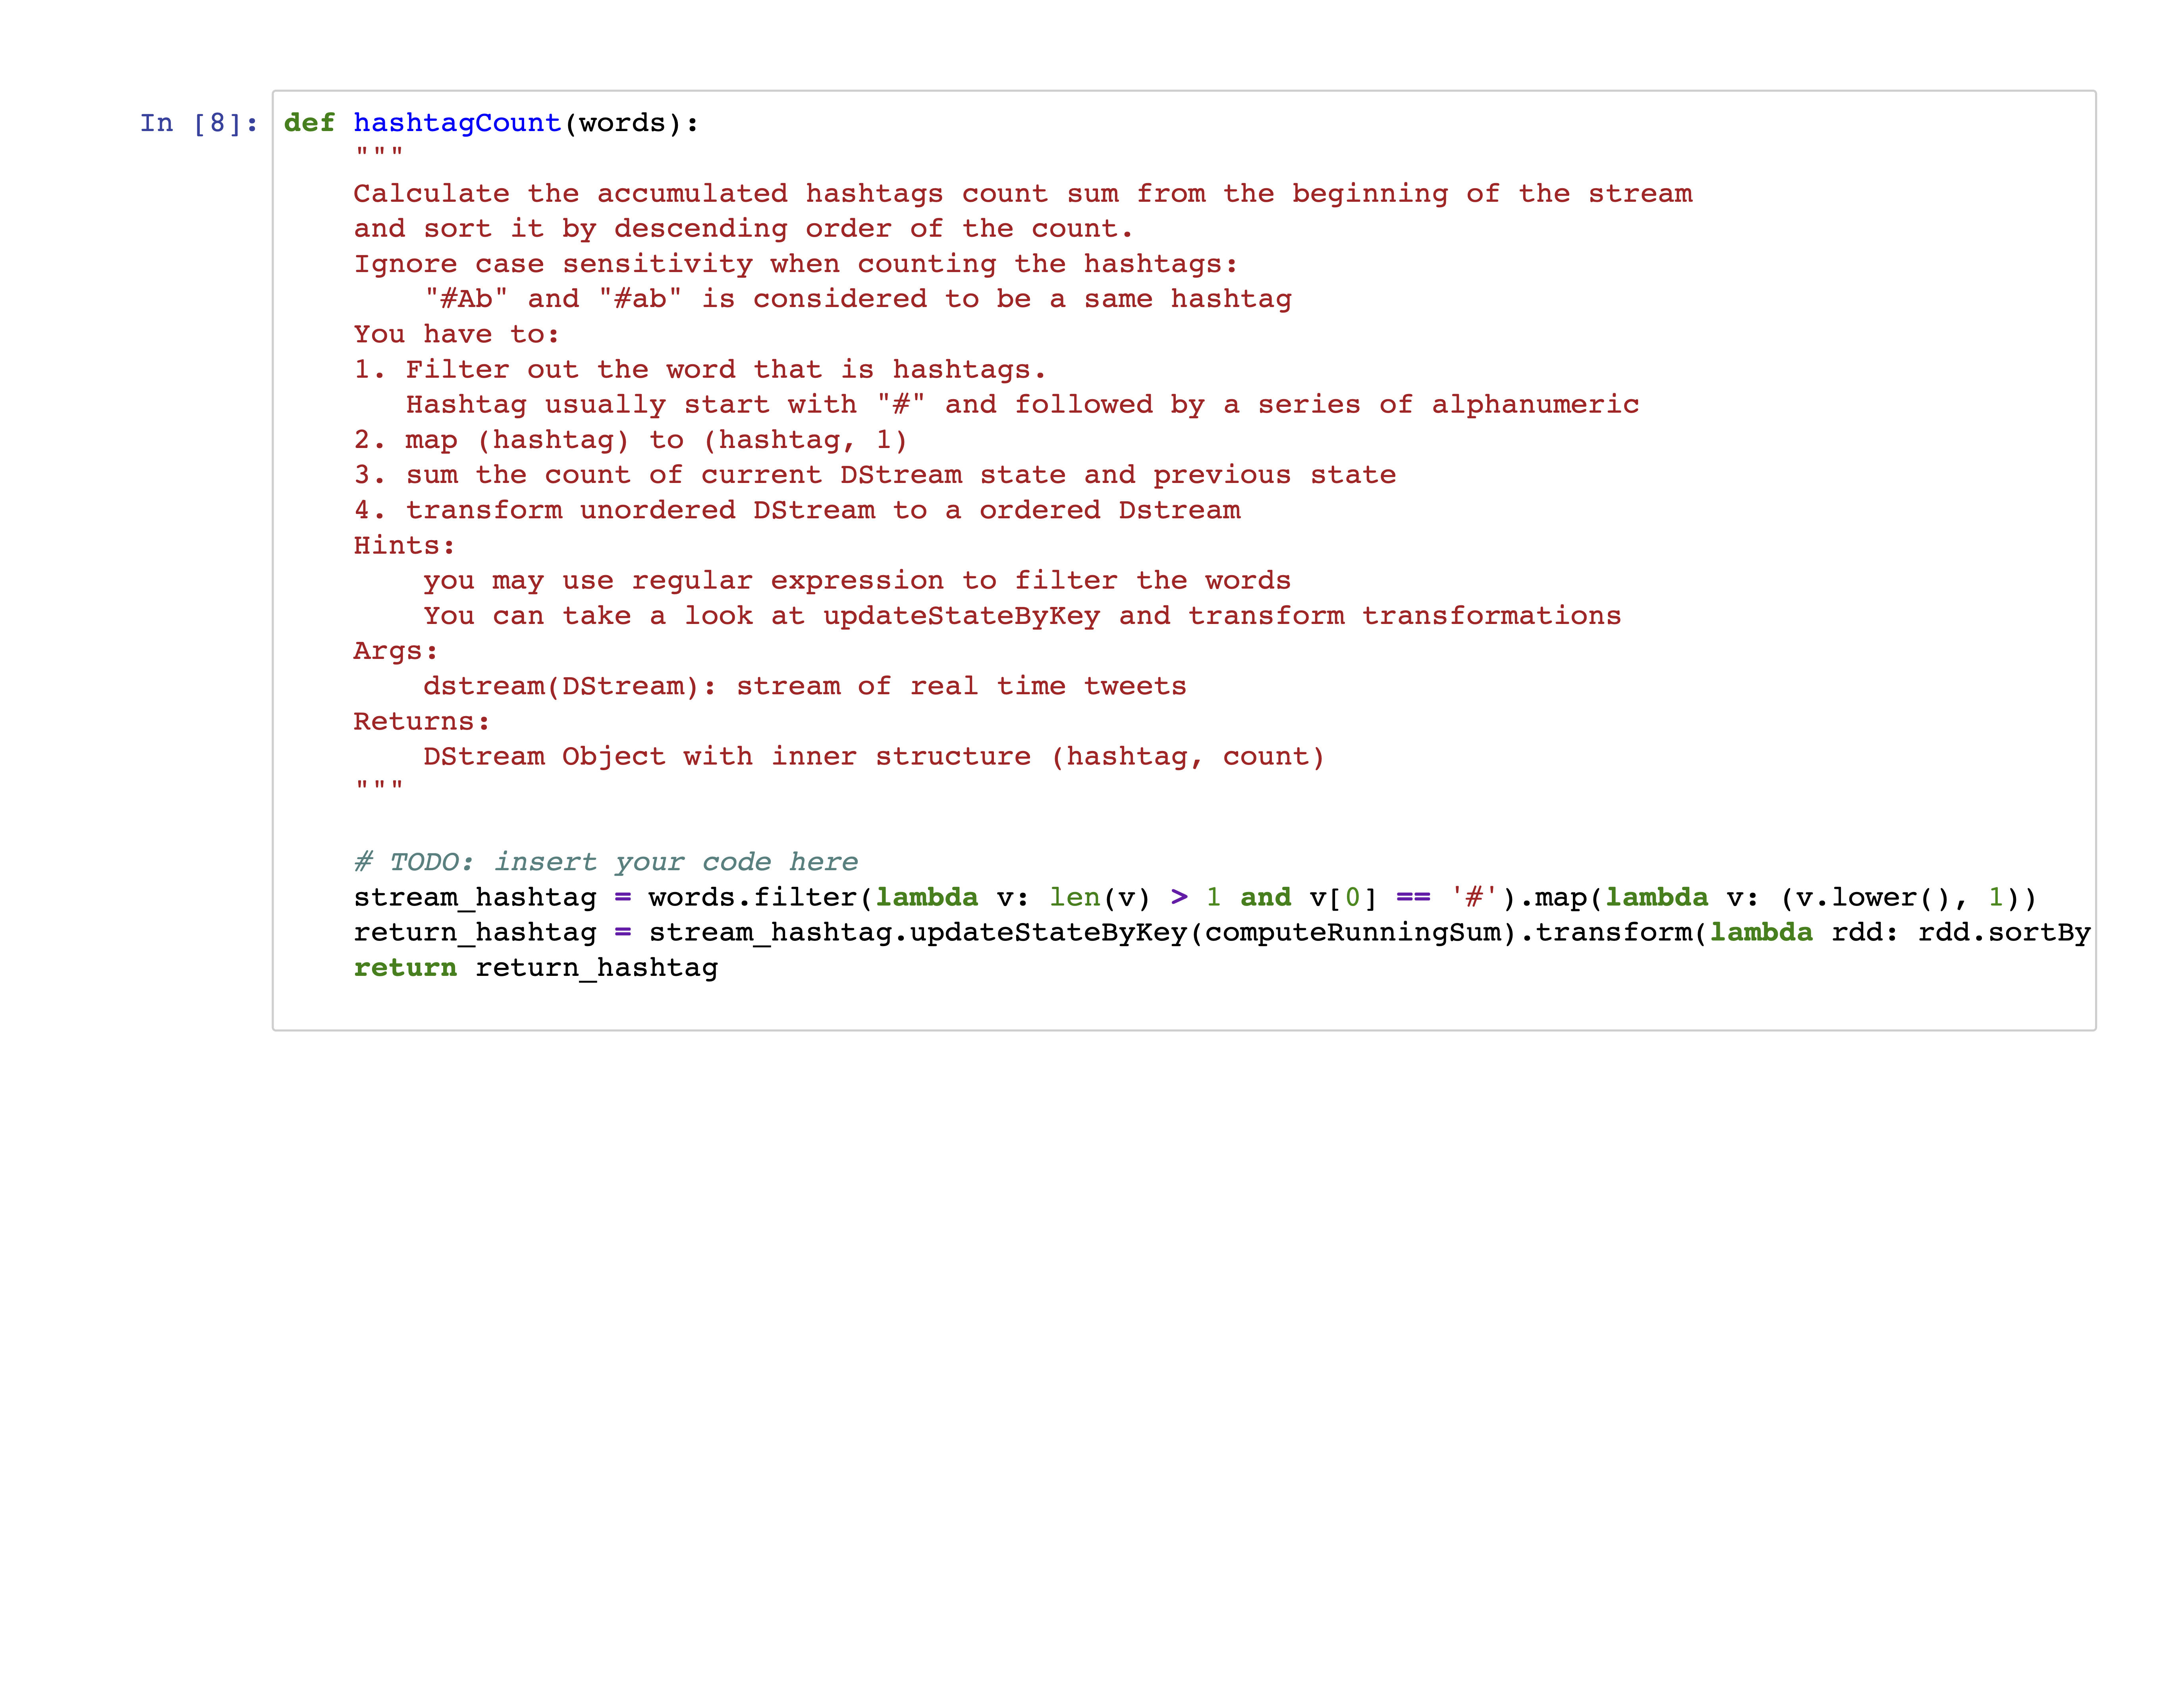 In [8]: def hashtagCount(words):
    """
    Calculate the accumulated hashtags count sum from the beginning of the stream
    and sort it by descending order of the count.
    Ignore case sensitivity when counting the hashtags:
        "#Ab" and "#ab" is considered to be a same hashtag
    You have to:
    1. Filter out the word that is hashtags.
       Hashtag usually start with "#" and followed by a series of alphanumeric
    2. map (hashtag) to (hashtag, 1)
    3. sum the count of current DStream state and previous state
    4. transform unordered DStream to a ordered Dstream
    Hints:
        you may use regular expression to filter the words
        You can take a look at updateStateByKey and transform transformations
    Args:
        dstream(DStream): stream of real time tweets
    Returns:
        DStream Object with inner structure (hashtag, count)
    """
    # TODO: insert your code here
    stream_hashtag = words.filter(lambda v: len(v) > 1 and v[0] == '#').map(lambda v: (v.lower(), 1))
    return_hashtag = stream_hashtag.updateStateByKey(computeRunningSum).transform(lambda rdd: rdd.sortBy
    return return_hashtag